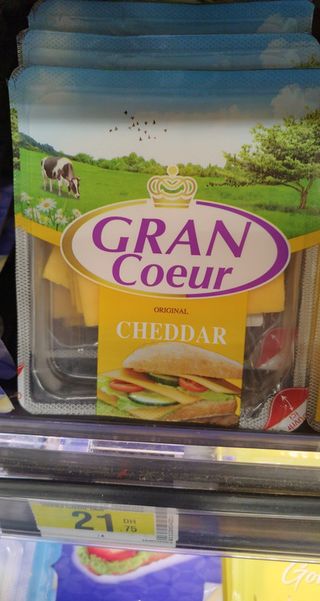 GRAN
Coeur
ORIGINAL
CHEDDAR
21 DH
75